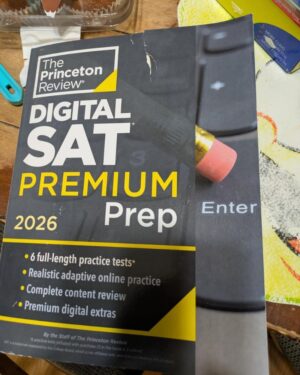 The
Princeton
Review®
DIGITAL
SAT®
PREMIUM
Prep
2026
Enter
• 6 full-length practice tests*
• Realistic adaptive online practice
• Complete content review
• Premium digital extras
By the Staff of The Princeton Review